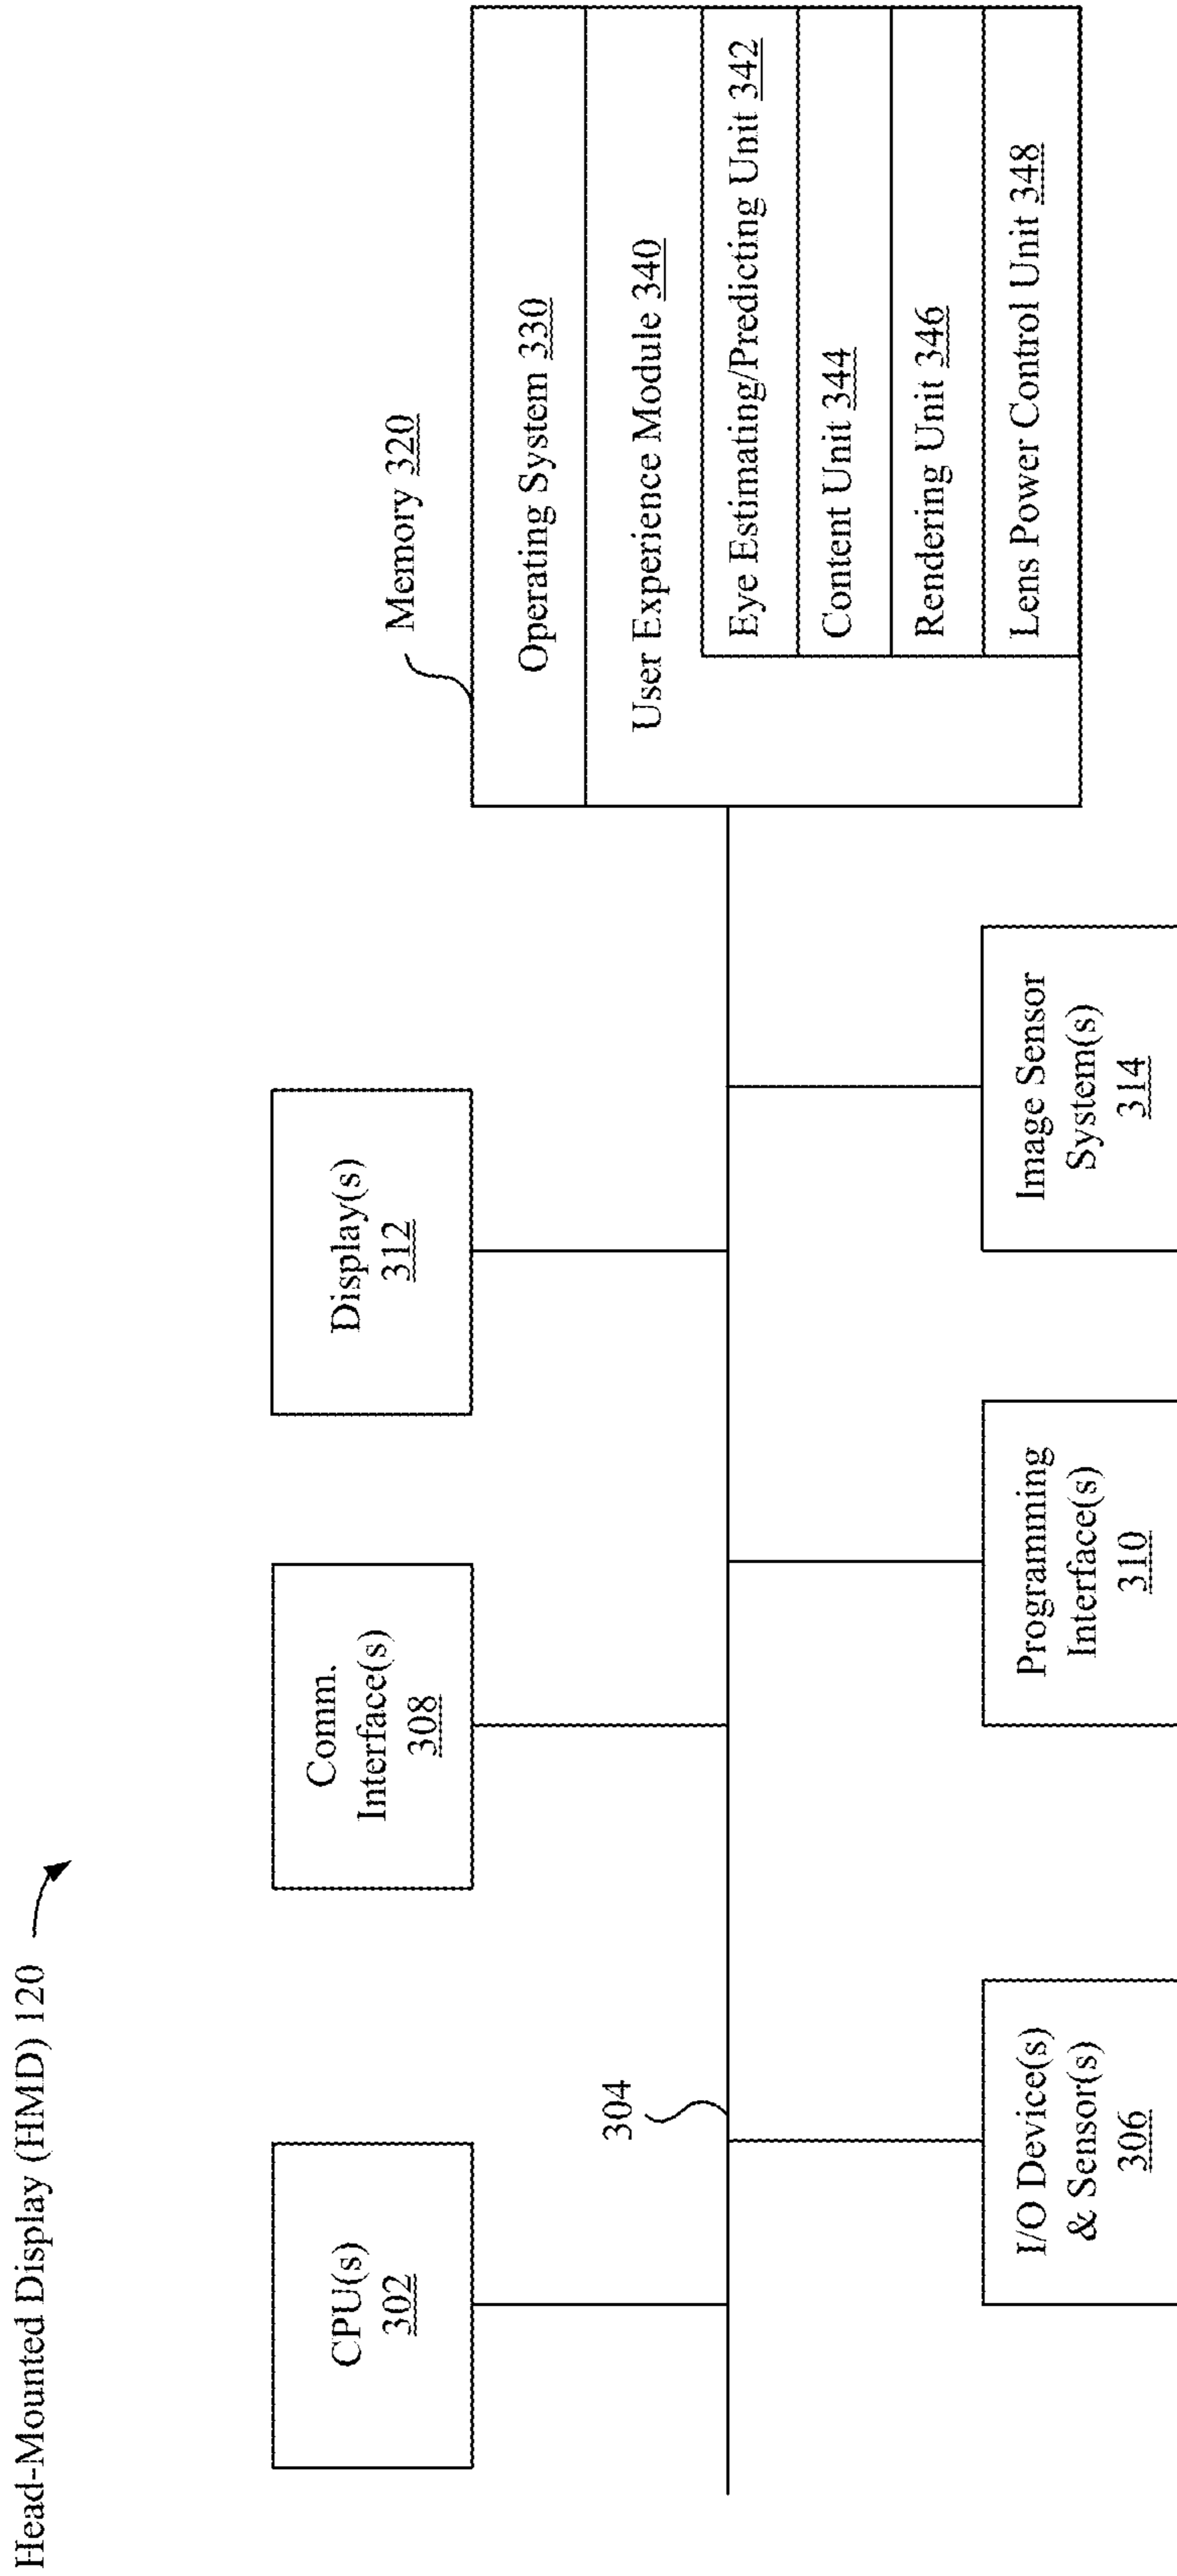 Head-Mounted Display (HMD) 120
CPU(s)
302
Comm.
Interface(s)
308
Display(s)
312
Memory 320
304
Operating System 330
User Experience Module 340
Eye Estimating/Predicting Unit 342
Content Unit 344
Rendering Unit 346
Lens Power Control Unit 348
I/O Device(s)
& Sensor(s)
306
Programming
Interface(s)
310
Image Sensor
System(s)
314